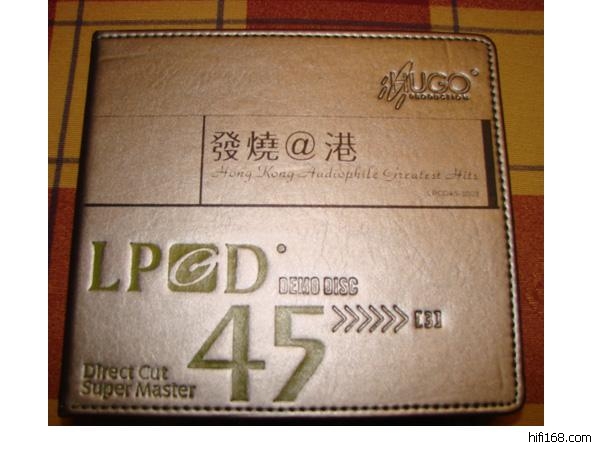 HUGO
PRODUCTION
發燒@港
Hong Kong Audiophile Greatest Hits
LPCD45
DEMO DISC
>>>>>> [3]
Direct Cut
Super Master
hifi168.com